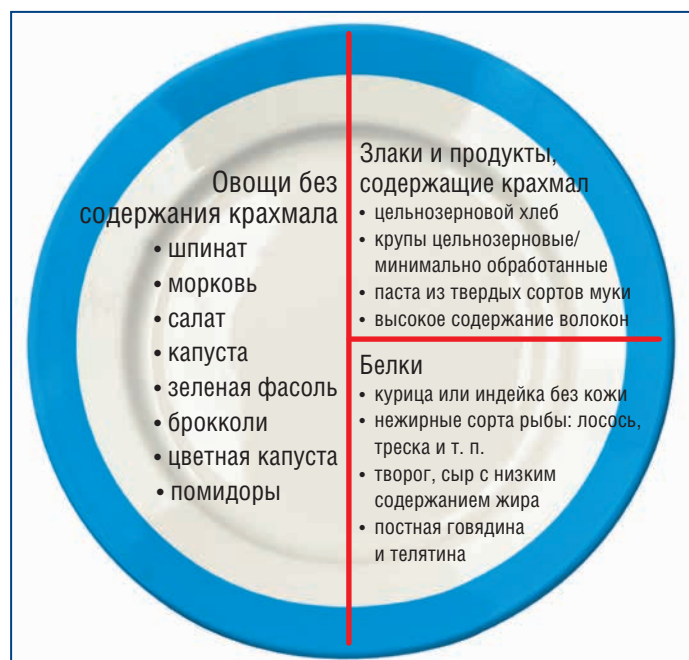 Овощи без
содержания крахмала
• шпинат
• морковь
• салат
• капуста
• зеленая фасоль
• брокколи
• цветная капуста
• помидоры
Злаки и продукты,
содержащие крахмал
• цельнозерновой хлеб
• крупы цельнозерновые/
минимально обработанные
• паста из твердых сортов муки
• высокое содержание волокон
Белки
• курица или индейка без кожи
• нежирные сорта рыбы: лосось,
треска и т. п.
• творог, сыр с низким
содержанием жира
• постная говядина
и телятина